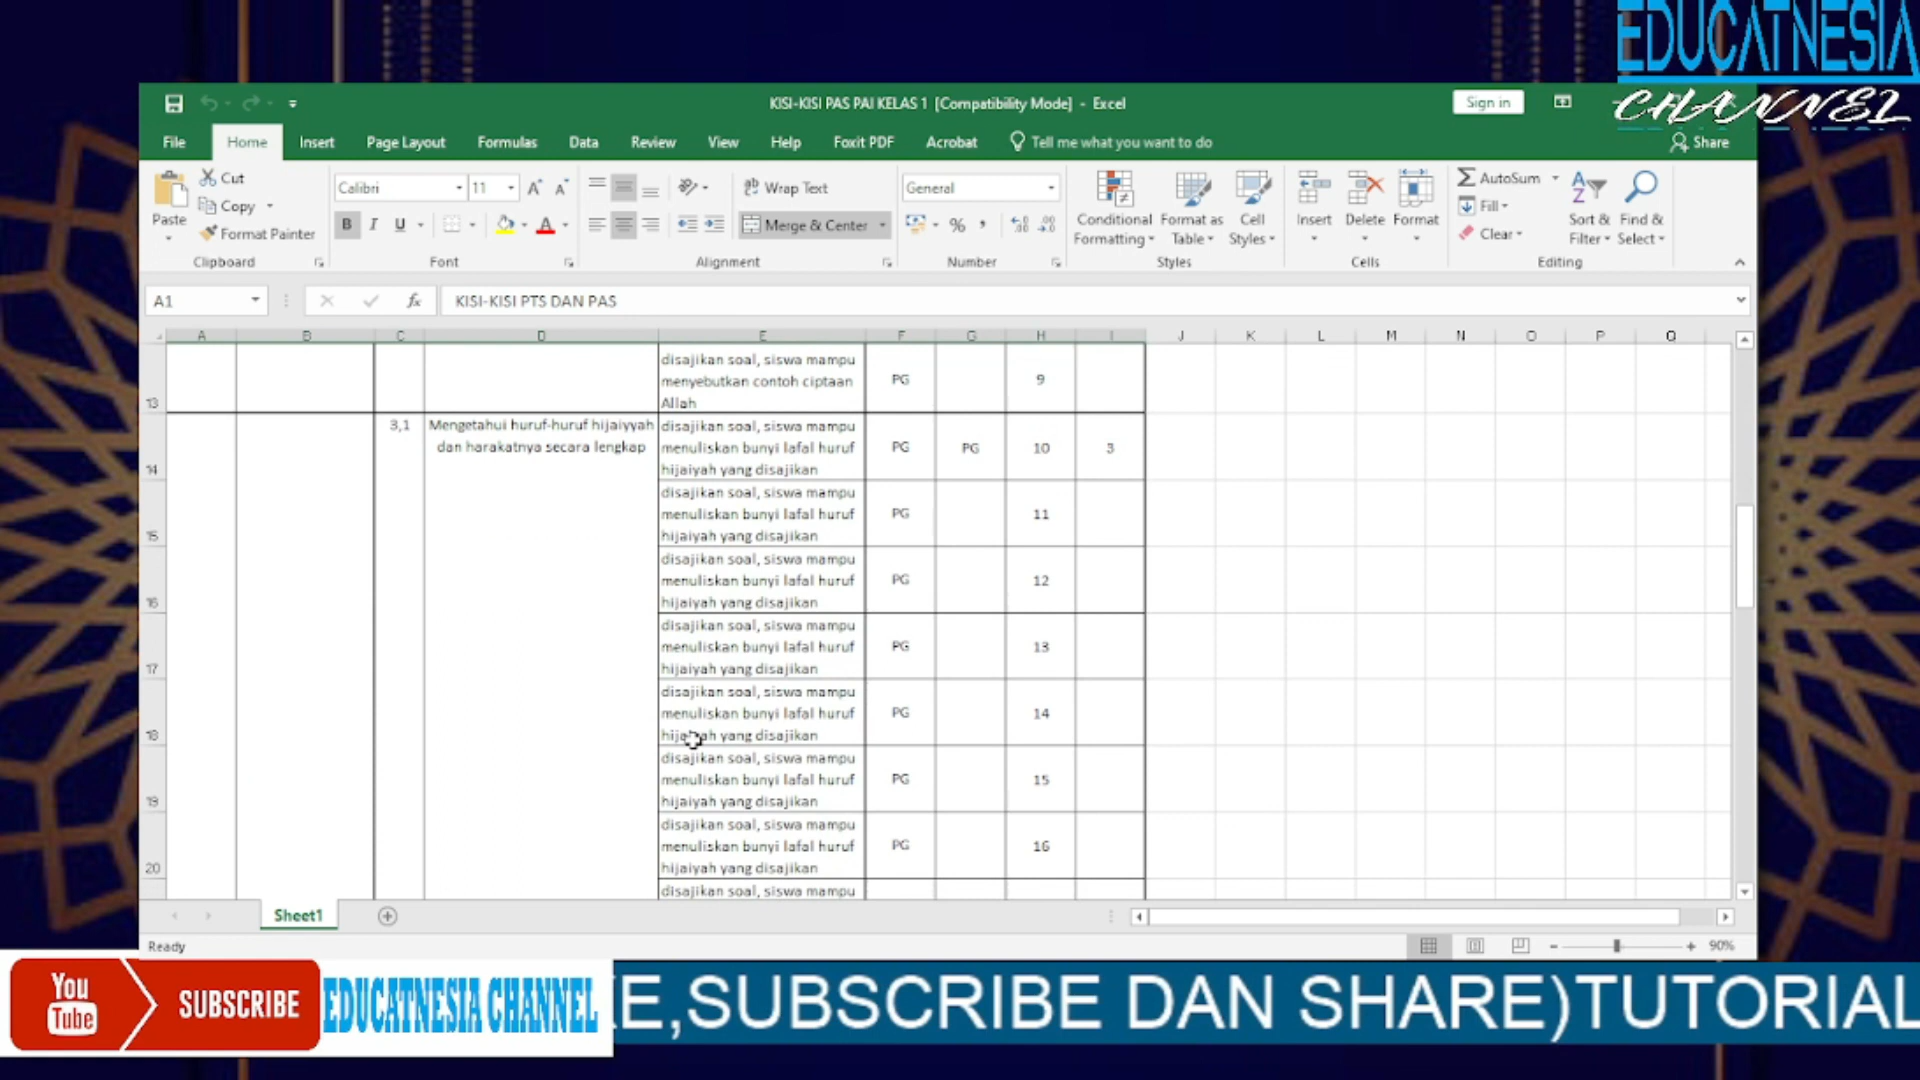 EDUCATNESIA
CHANNEL
KISI-KISI PAS PAI KELAS 1 [Compatibility Mode] - Excel
Sign in
File Home Insert Page Layout Formulas Data Review View Help Foxit PDF Acrobat Tell me what you want to do Share
Paste
Cut
Copy
Format Painter
Clipboard
Calibri 11
B I U
Font
Wrap Text
Merge & Center
Alignment
General
%
Number
Conditional Formatting
Format as Table
Cell Styles
Styles
Insert Delete Format
Cells
AutoSum
Fill
Clear
Sort & Filter
Find & Select
Editing
A1 fx KISI-KISI PTS DAN PAS
A B C D E F G H I J K L M N O P Q
disajikan soal, siswa mampu
menyebutkan contoh ciptaan PG 9
13 Allah
3,1 Mengetahui huruf-huruf hijaiyyah disajikan soal, siswa mampu
dan harakatnya secara lengkap menuliskan bunyi lafal huruf PG PG 10 3
14 hijaiyah yang disajikan
disajikan soal, siswa mampu
menuliskan bunyi lafal huruf PG 11
15 hijaiyah yang disajikan
disajikan soal, siswa mampu
menuliskan bunyi lafal huruf PG 12
16 hijaiyah yang disajikan
disajikan soal, siswa mampu
menuliskan bunyi lafal huruf PG 13
17 hijaiyah yang disajikan
disajikan soal, siswa mampu
menuliskan bunyi lafal huruf PG 14
18 hijaiyah yang disajikan
disajikan soal, siswa mampu
menuliskan bunyi lafal huruf PG 15
19 hijaiyah yang disajikan
disajikan soal, siswa mampu
menuliskan bunyi lafal huruf PG 16
20 hijaiyah yang disajikan
disajikan soal, siswa mampu
Sheet1
Ready 90%
You
Tube
SUBSCRIBE
EDUCATNESIA CHANNEL
KE,SUBSCRIBE DAN SHARE)TUTORIAL